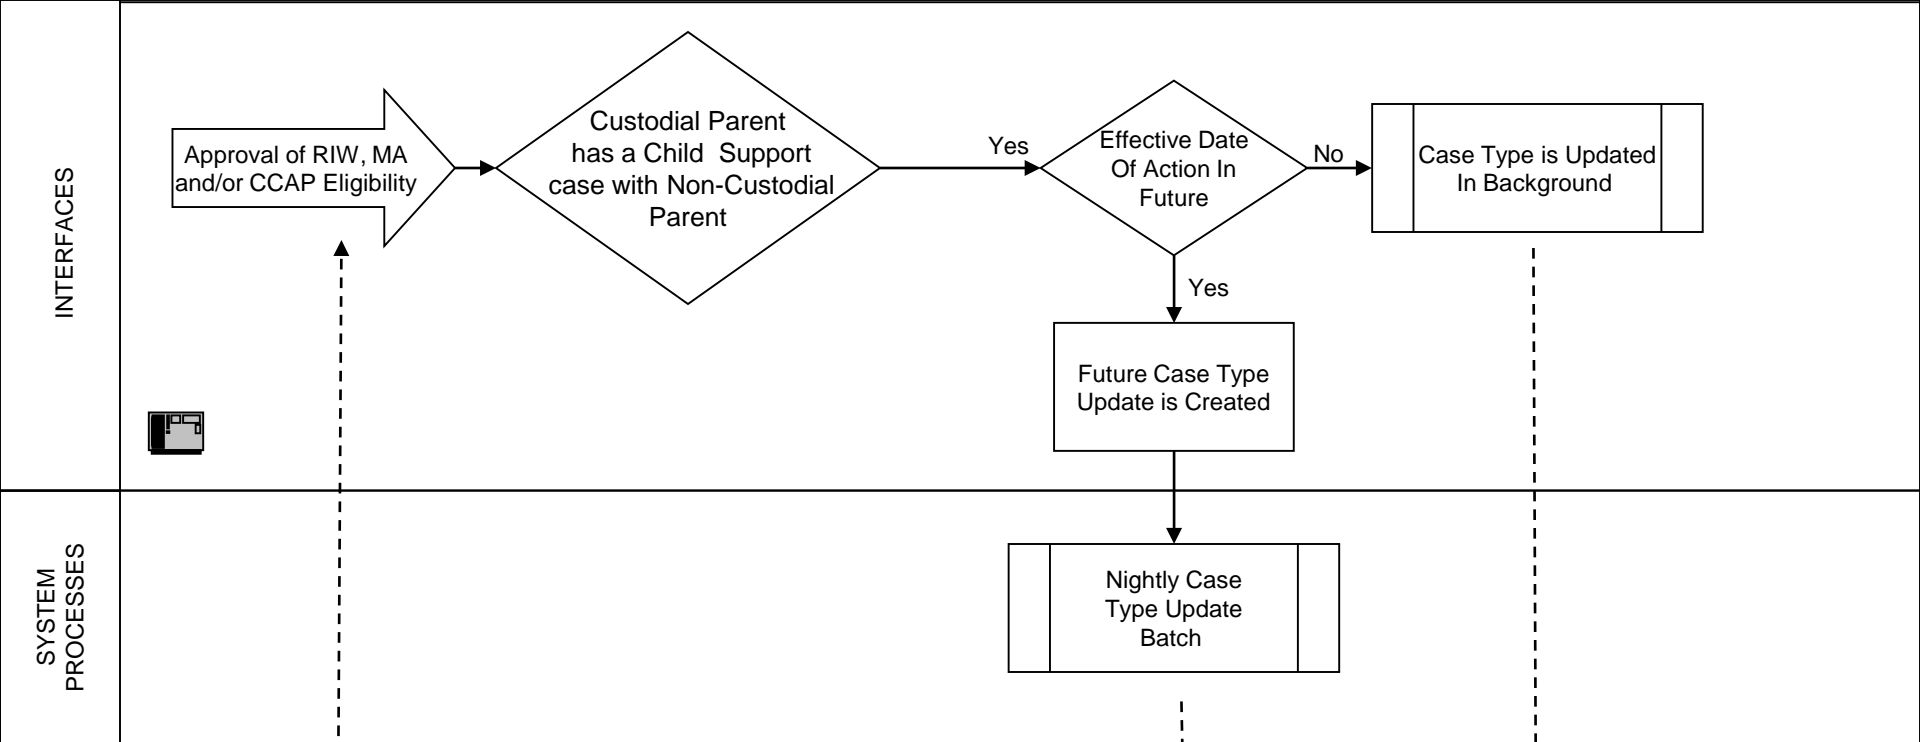 INTERFACES
Approval of RIW, MA
and/or CCAP Eligibility
Custodial Parent
has a Child  Support
case with Non-Custodial
Parent
Yes
Effective Date
Of Action In
Future
No
Case Type is Updated
In Background
Yes
Future Case Type
Update is Created
SYSTEM
PROCESSES
Nightly Case
Type Update
Batch